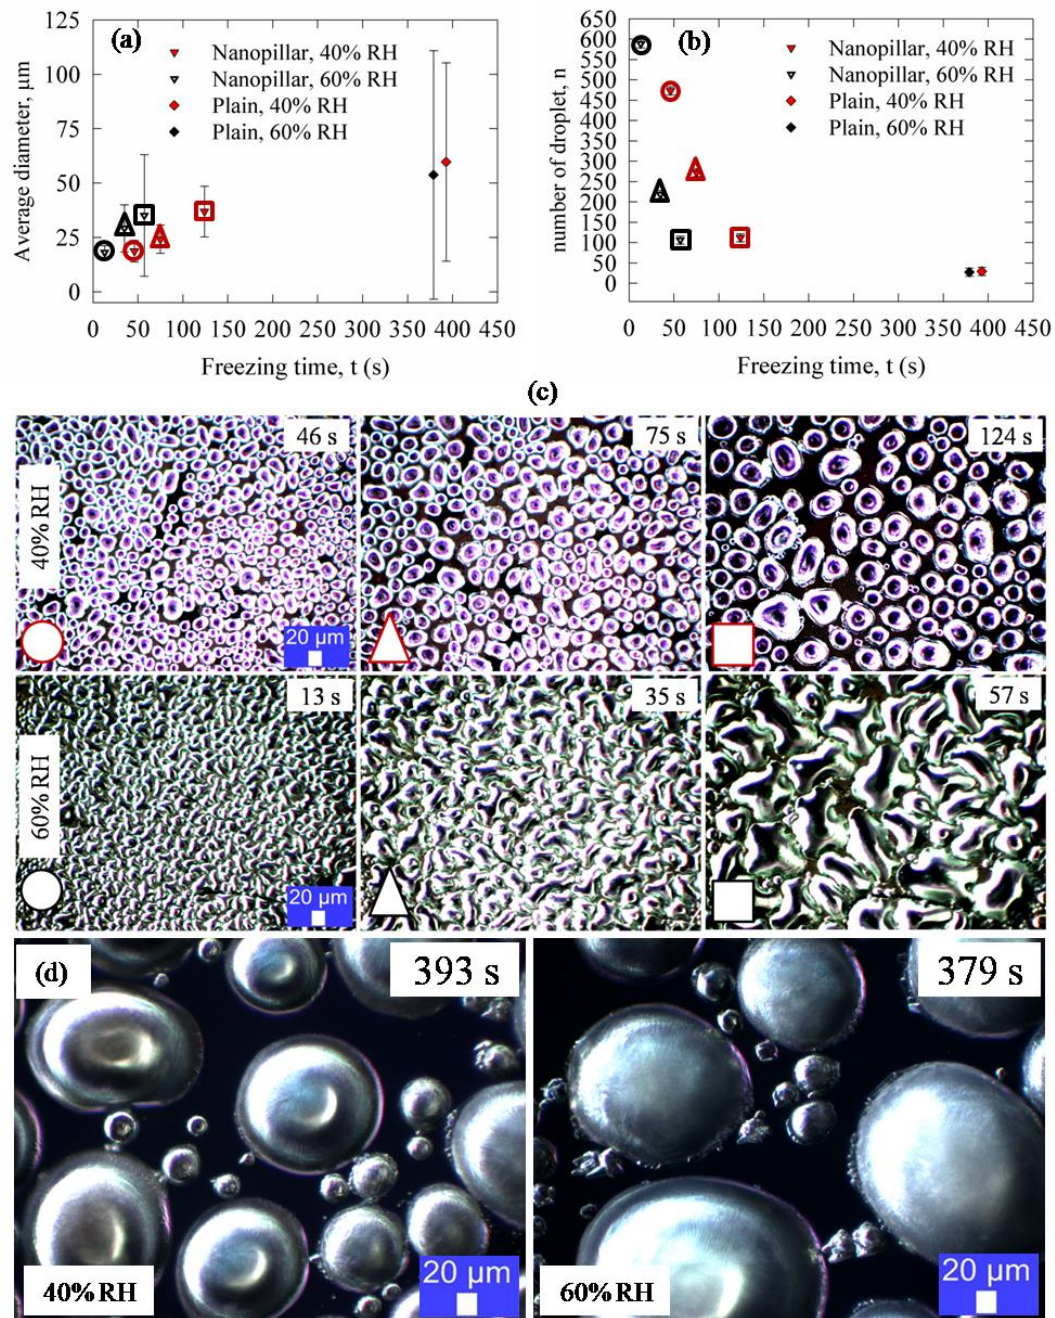 (a)
Nanopillar, 40% RH
Nanopillar, 60% RH
Plain, 40% RH
Plain, 60% RH
Average diameter, μm
125
100
75
50
25
0
0 50 100 150 200 250 300 350 400 450
Freezing time, t (s)
(b)
Nanopillar, 40% RH
Nanopillar, 60% RH
Plain, 40% RH
Plain, 60% RH
number of droplet, n
650
600
550
500
450
400
350
300
250
200
150
100
50
0
0 50 100 150 200 250 300 350 400 450
Freezing time, t (s)
(c)
40% RH
46 s
20 μm
75 s
124 s
60% RH
13 s
20 μm
35 s
57 s
(d)
393 s
40% RH
20 μm
379 s
60% RH
20 μm